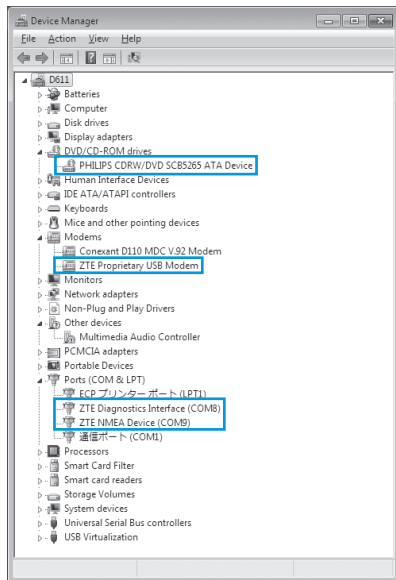 Device Manager
File Action View Help
D611
Batteries
Computer
Disk drives
Display adapters
DVD/CD-ROM drives
PHILIPS CDRW/DVD SCB5265 ATA Device
Human Interface Devices
IDE ATA/ATAPI controllers
Keyboards
Mice and other pointing devices
Modems
Conexant D110 MDC V.92 Modem
ZTE Proprietary USB Modem
Monitors
Network adapters
Non-Plug and Play Drivers
Other devices
Multimedia Audio Controller
PCMCIA adapters
Portable Devices
Ports (COM & LPT)
ECP プリンター ポート (LPT1)
ZTE Diagnostics Interface (COM8)
ZTE NMEA Device (COM9)
通信ポート (COM1)
Processors
Smart Card Filter
Smart card readers
Storage Volumes
System devices
Universal Serial Bus controllers
USB Virtualization